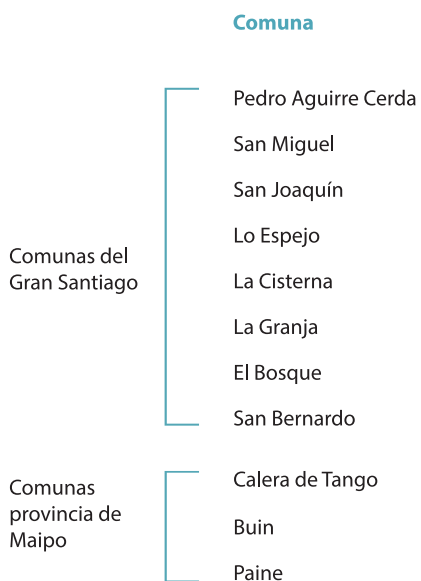 Comuna
Comunas del
Gran Santiago
Pedro Aguirre Cerda
San Miguel
San Joaquín
Lo Espejo
La Cisterna
La Granja
El Bosque
San Bernardo
Comunas
provincia de
Maipo
Calera de Tango
Buin
Paine